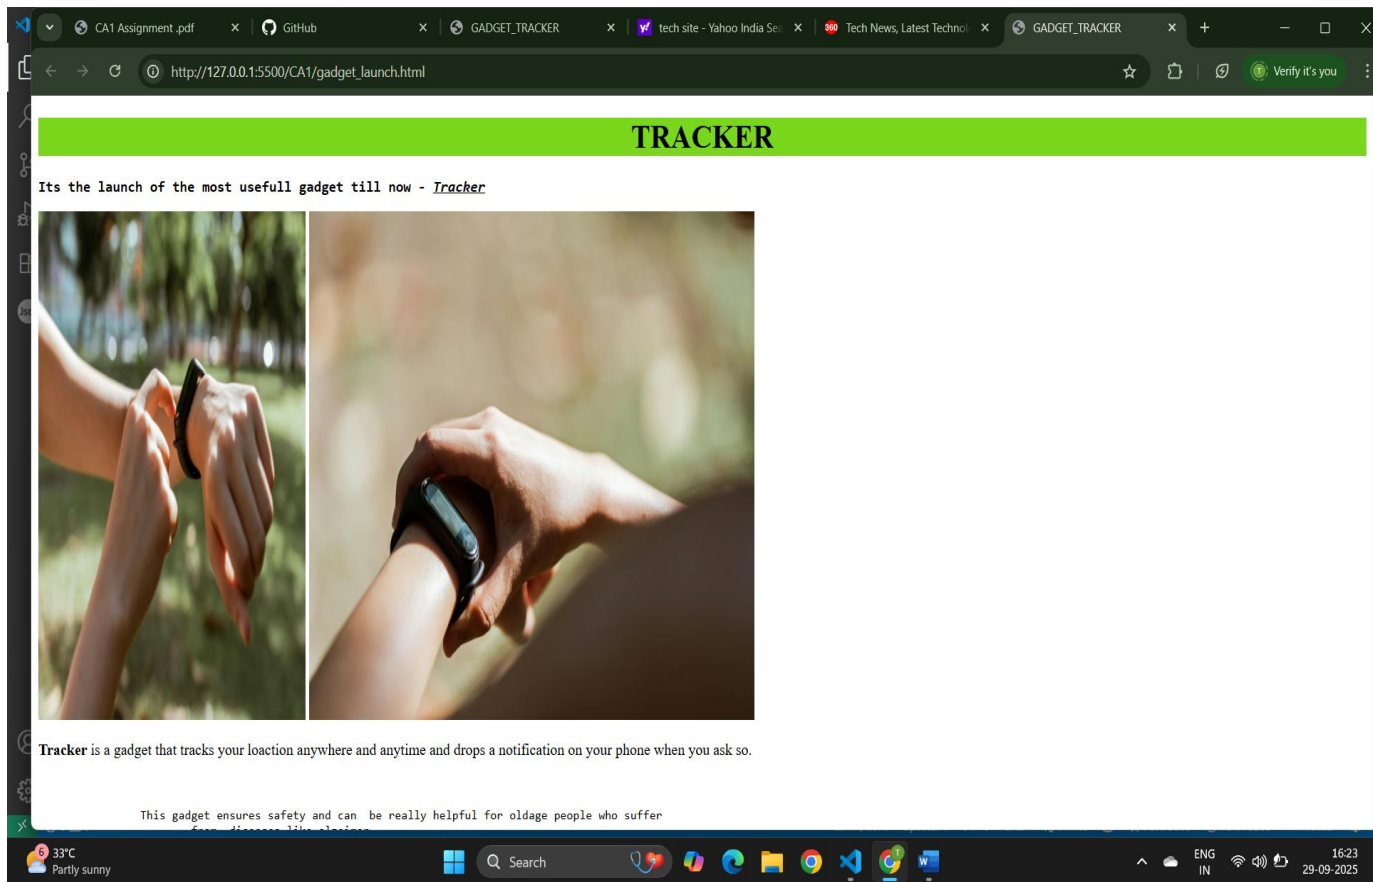 CA1 Assignment .pdf
GitHub
GADGET_TRACKER
tech site - Yahoo India Sea
Tech News, Latest Technol
GADGET_TRACKER
http://127.0.0.1:5500/CA1/gadget_launch.html
Verify it's you
TRACKER
Its the launch of the most usefull gadget till now - Tracker
Tracker is a gadget that tracks your loaction anywhere and anytime and drops a notification on your phone when you ask so.
This gadget ensures safety and can  be really helpful for oldage people who suffer
6
33°C
Partly sunny
Search
ENG
IN
16:23
29-09-2025